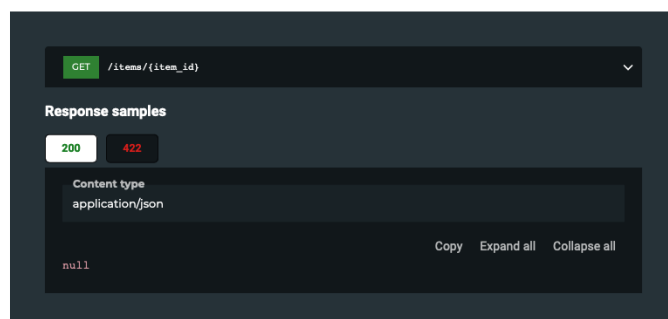 GET /items/{item_id}
Response samples
200 422
Content type
application/json
Copy Expand all Collapse all
null